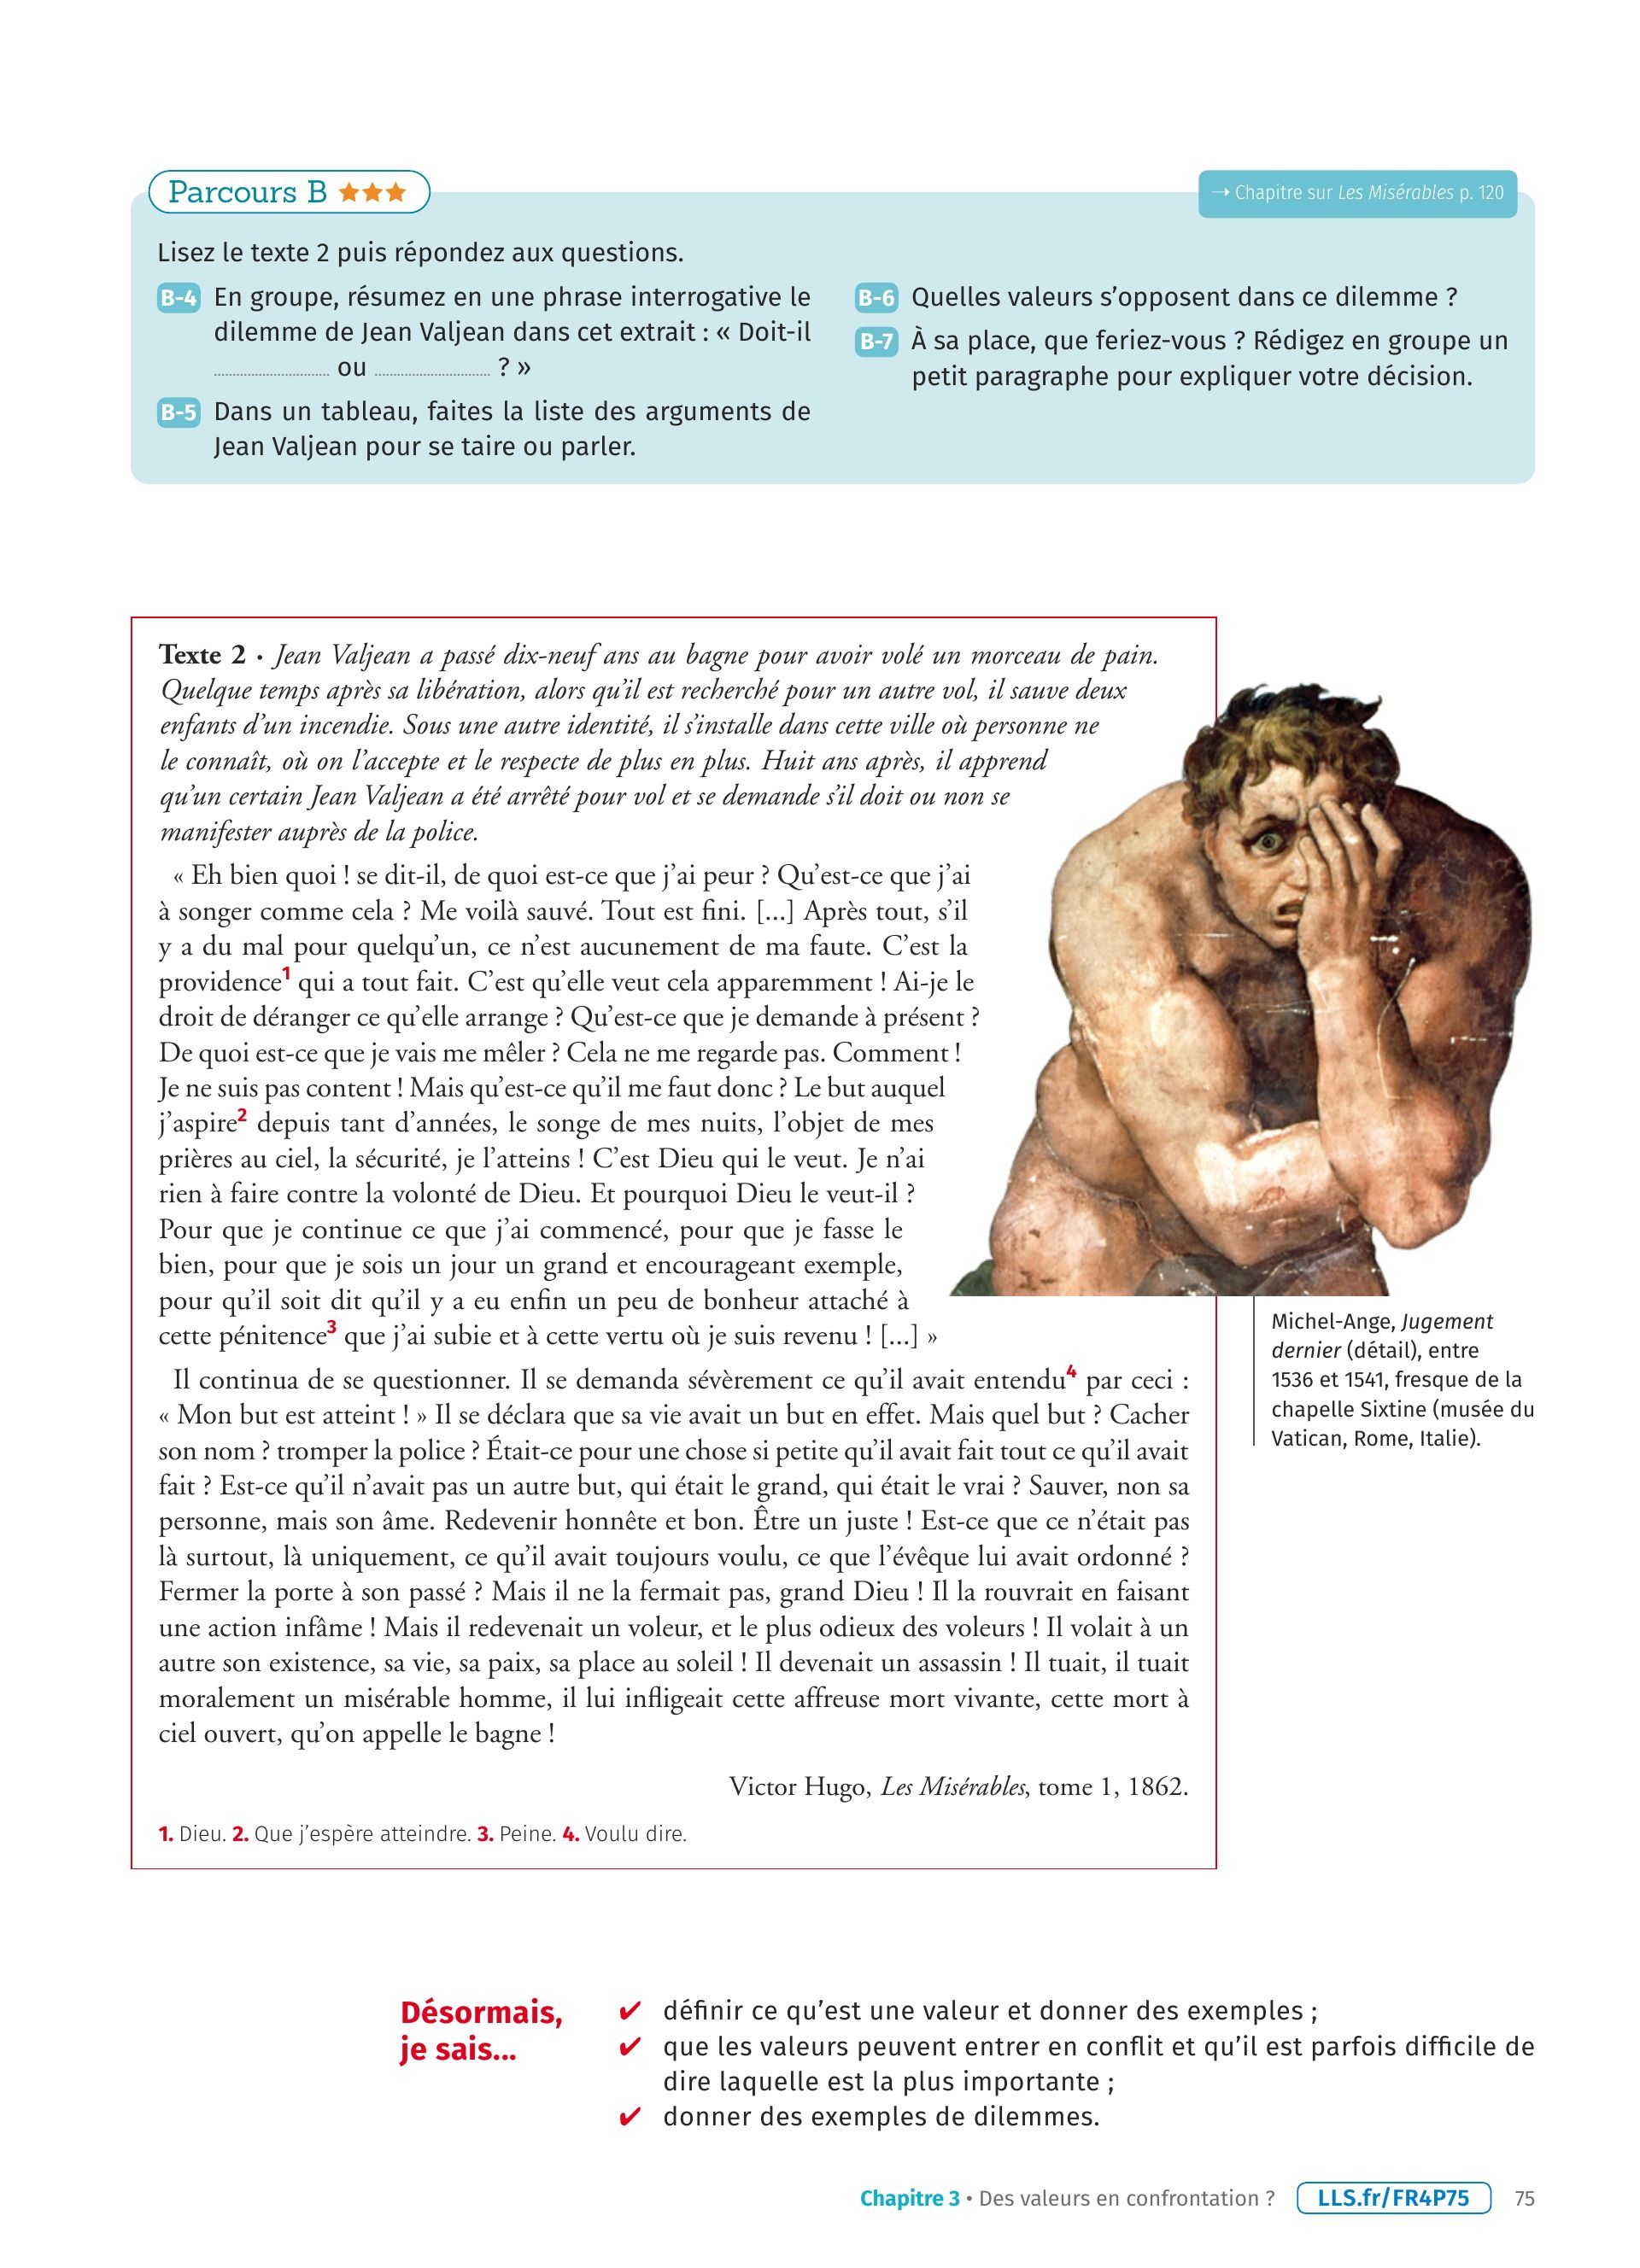 Parcours B ★★★
→ Chapitre sur Les Misérables p. 120
Lisez le texte 2 puis répondez aux questions.
B-4 En groupe, résumez en une phrase interrogative le
dilemme de Jean Valjean dans cet extrait : « Doit-il
.............................. ou .............................. ? »
B-5 Dans un tableau, faites la liste des arguments de
Jean Valjean pour se taire ou parler.
B-6 Quelles valeurs s’opposent dans ce dilemme ?
B-7 À sa place, que feriez-vous ? Rédigez en groupe un
petit paragraphe pour expliquer votre décision.
Texte 2 · Jean Valjean a passé dix-neuf ans au bagne pour avoir volé un morceau de pain.
Quelque temps après sa libération, alors qu’il est recherché pour un autre vol, il sauve deux
enfants d’un incendie. Sous une autre identité, il s’installe dans cette ville où personne ne
le connaît, où on l’accepte et le respecte de plus en plus. Huit ans après, il apprend
qu’un certain Jean Valjean a été arrêté pour vol et se demande s’il doit ou non se
manifester auprès de la police.
« Eh bien quoi ! se dit-il, de quoi est-ce que j’ai peur ? Qu’est-ce que j’ai
à songer comme cela ? Me voilà sauvé. Tout est fini. [...] Après tout, s’il
y a du mal pour quelqu’un, ce n’est aucunement de ma faute. C’est la
providence1 qui a tout fait. C’est qu’elle veut cela apparemment ! Ai-je le
droit de déranger ce qu’elle arrange ? Qu’est-ce que je demande à présent ?
De quoi est-ce que je vais me mêler ? Cela ne me regarde pas. Comment !
Je ne suis pas content ! Mais qu’est-ce qu’il me faut donc ? Le but auquel
j’aspire2 depuis tant d’années, le songe de mes nuits, l’objet de mes
prières au ciel, la sécurité, je l’atteins ! C’est Dieu qui le veut. Je n’ai
rien à faire contre la volonté de Dieu. Et pourquoi Dieu le veut-il ?
Pour que je continue ce que j’ai commencé, pour que je fasse le
bien, pour que je sois un jour un grand et encourageant exemple,
pour qu’il soit dit qu’il y a eu enfin un peu de bonheur attaché à
cette pénitence3 que j’ai subie et à cette vertu où je suis revenu ! [...] »
Il continua de se questionner. Il se demanda sévèrement ce qu’il avait entendu4 par ceci :
« Mon but est atteint ! » Il se déclara que sa vie avait un but en effet. Mais quel but ? Cacher
son nom ? tromper la police ? Était-ce pour une chose si petite qu’il avait fait tout ce qu’il avait
fait ? Est-ce qu’il n’avait pas un autre but, qui était le grand, qui était le vrai ? Sauver, non sa
personne, mais son âme. Redevenir honnête et bon. Être un juste ! Est-ce que ce n’était pas
là surtout, là uniquement, ce qu’il avait toujours voulu, ce que l’évêque lui avait ordonné ?
Fermer la porte à son passé ? Mais il ne la fermait pas, grand Dieu ! Il la rouvrait en faisant
une action infâme ! Mais il redevenait un voleur, et le plus odieux des voleurs ! Il volait à un
autre son existence, sa vie, sa paix, sa place au soleil ! Il devenait un assassin ! Il tuait, il tuait
moralement un misérable homme, il lui infligeait cette affreuse mort vivante, cette mort à
ciel ouvert, qu’on appelle le bagne !
Victor Hugo, Les Misérables, tome 1, 1862.
1. Dieu. 2. Que j’espère atteindre. 3. Peine. 4. Voulu dire.
Michel-Ange, Jugement
dernier (détail), entre
1536 et 1541, fresque de la
chapelle Sixtine (musée du
Vatican, Rome, Italie).
Désormais,
je sais...
✔ définir ce qu’est une valeur et donner des exemples ;
✔ que les valeurs peuvent entrer en conflit et qu’il est parfois difficile de
dire laquelle est la plus importante ;
✔ donner des exemples de dilemmes.
Chapitre 3 • Des valeurs en confrontation ? LLS.fr/FR4P75 75